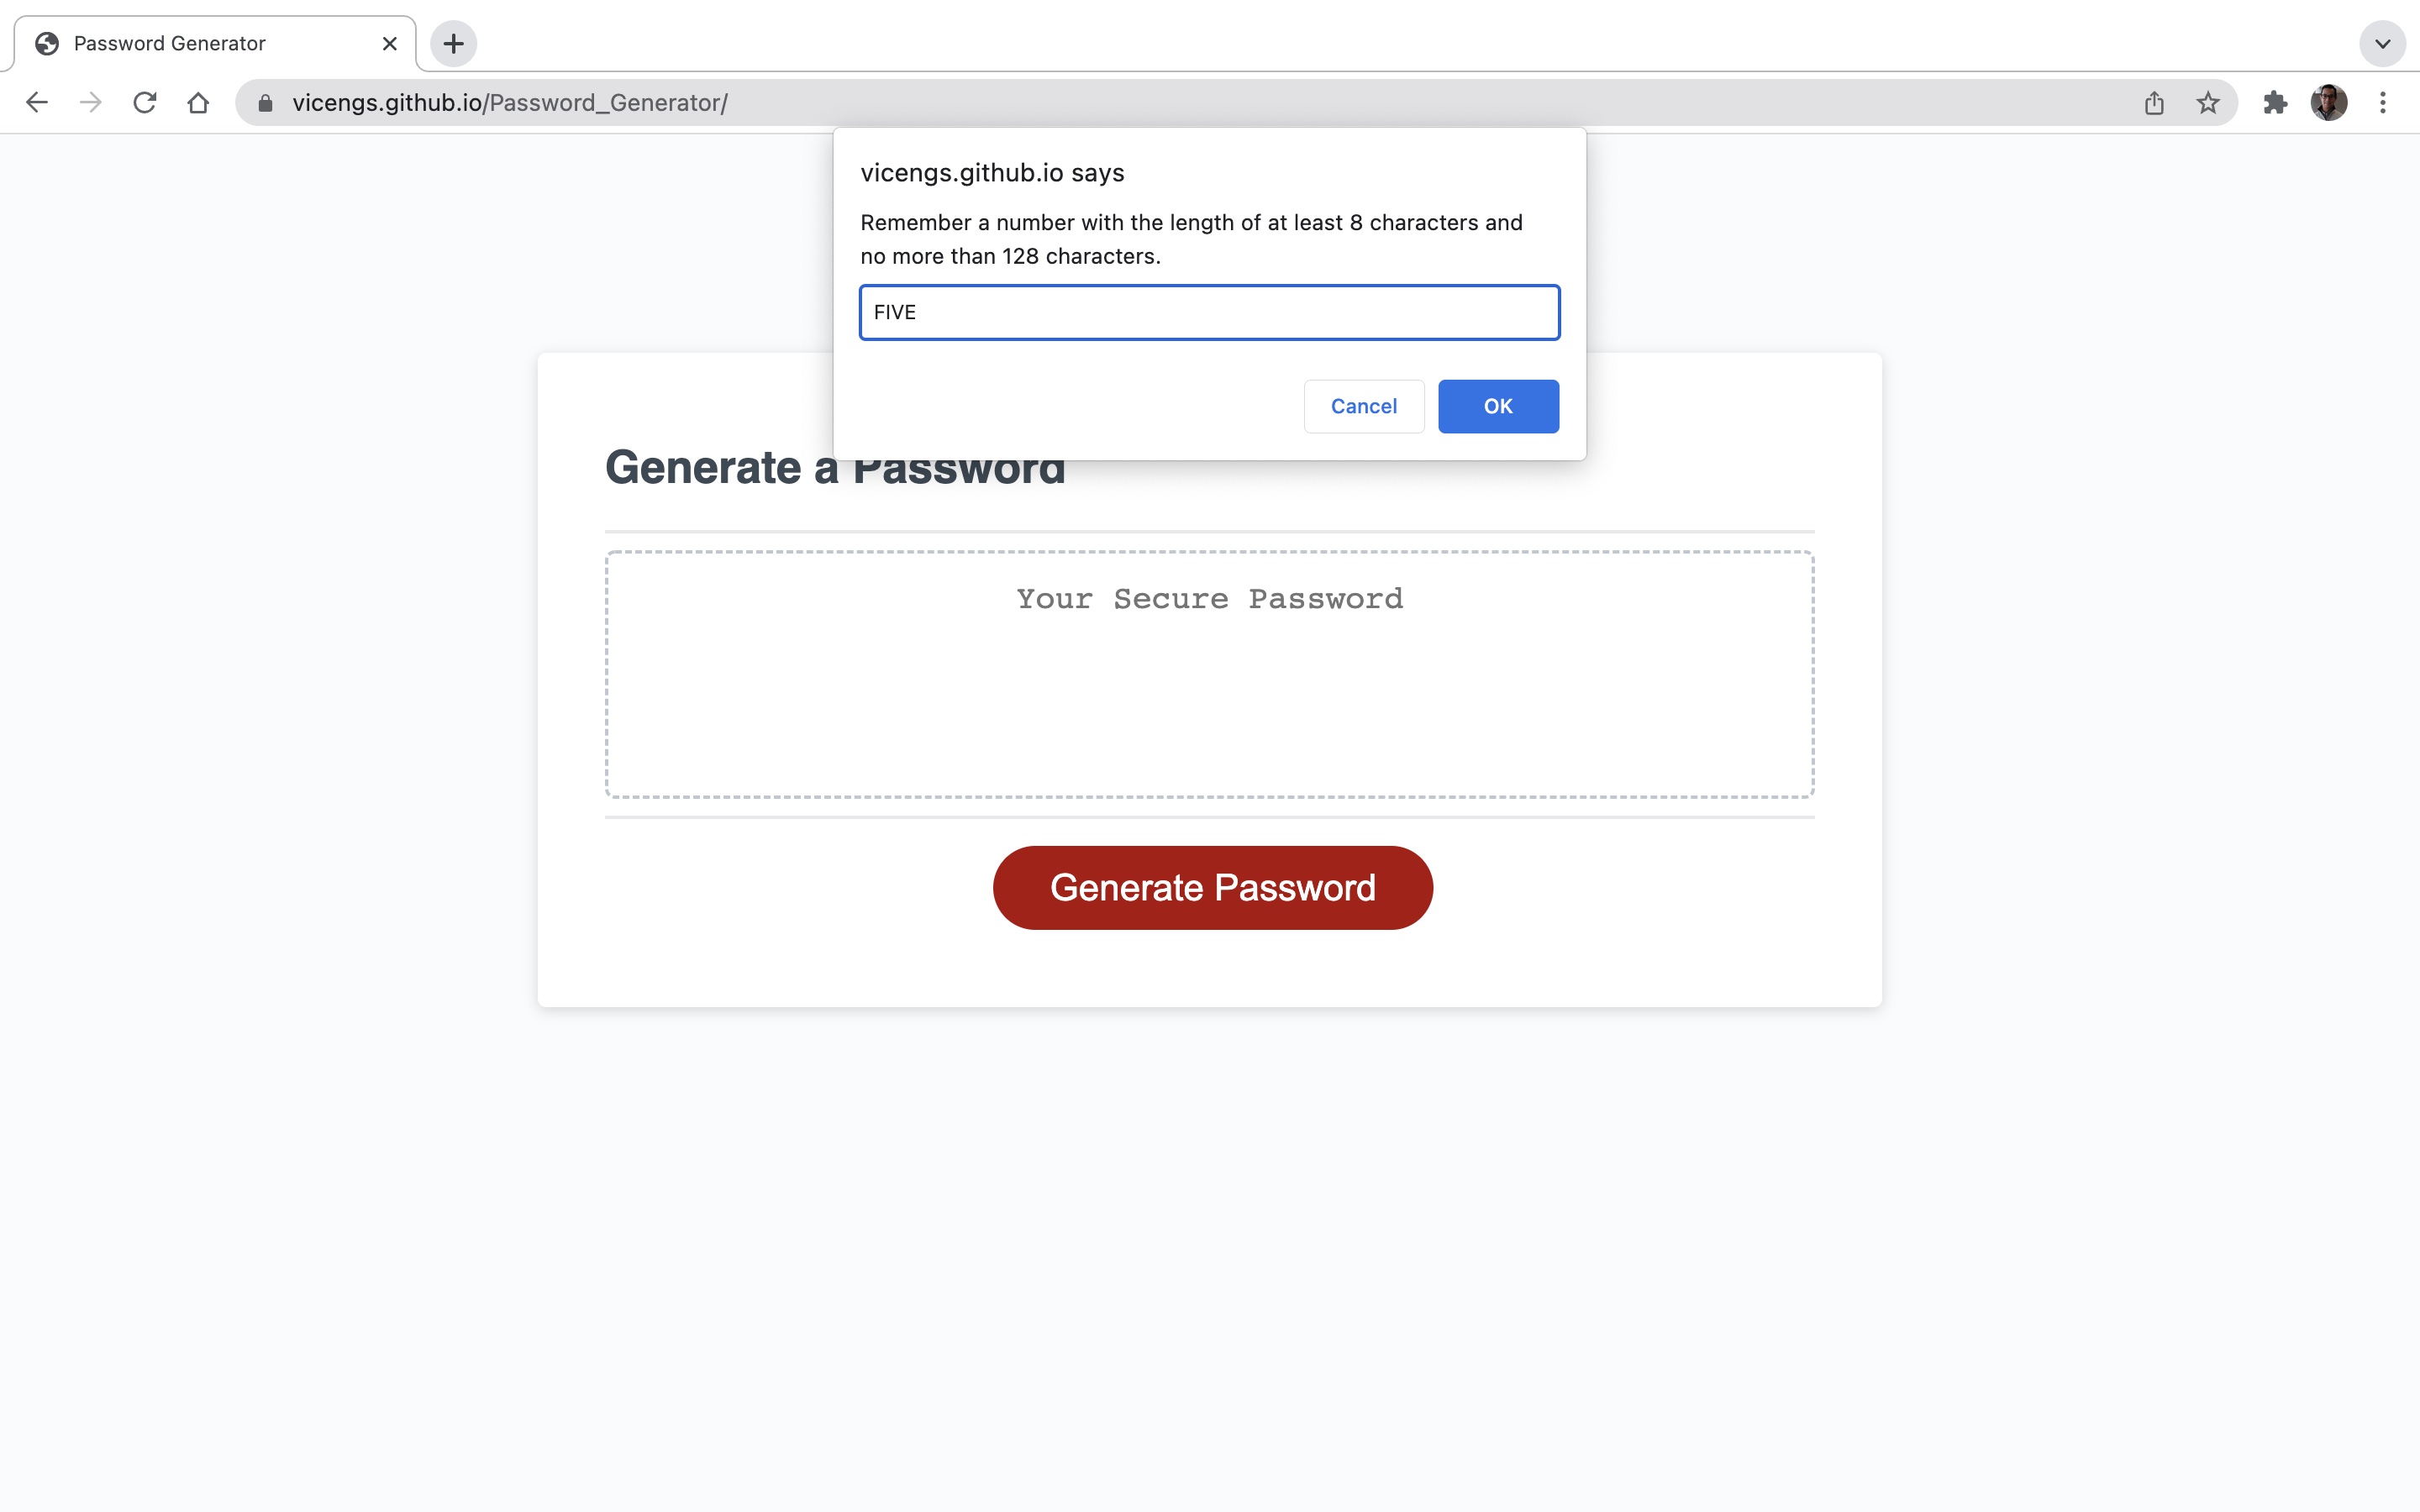 Password Generator
vicengs.github.io/Password_Generator/
vicengs.github.io says
Remember a number with the length of at least 8 characters and
no more than 128 characters.
FIVE
Cancel
OK
Generate a Password
Your Secure Password
Generate Password